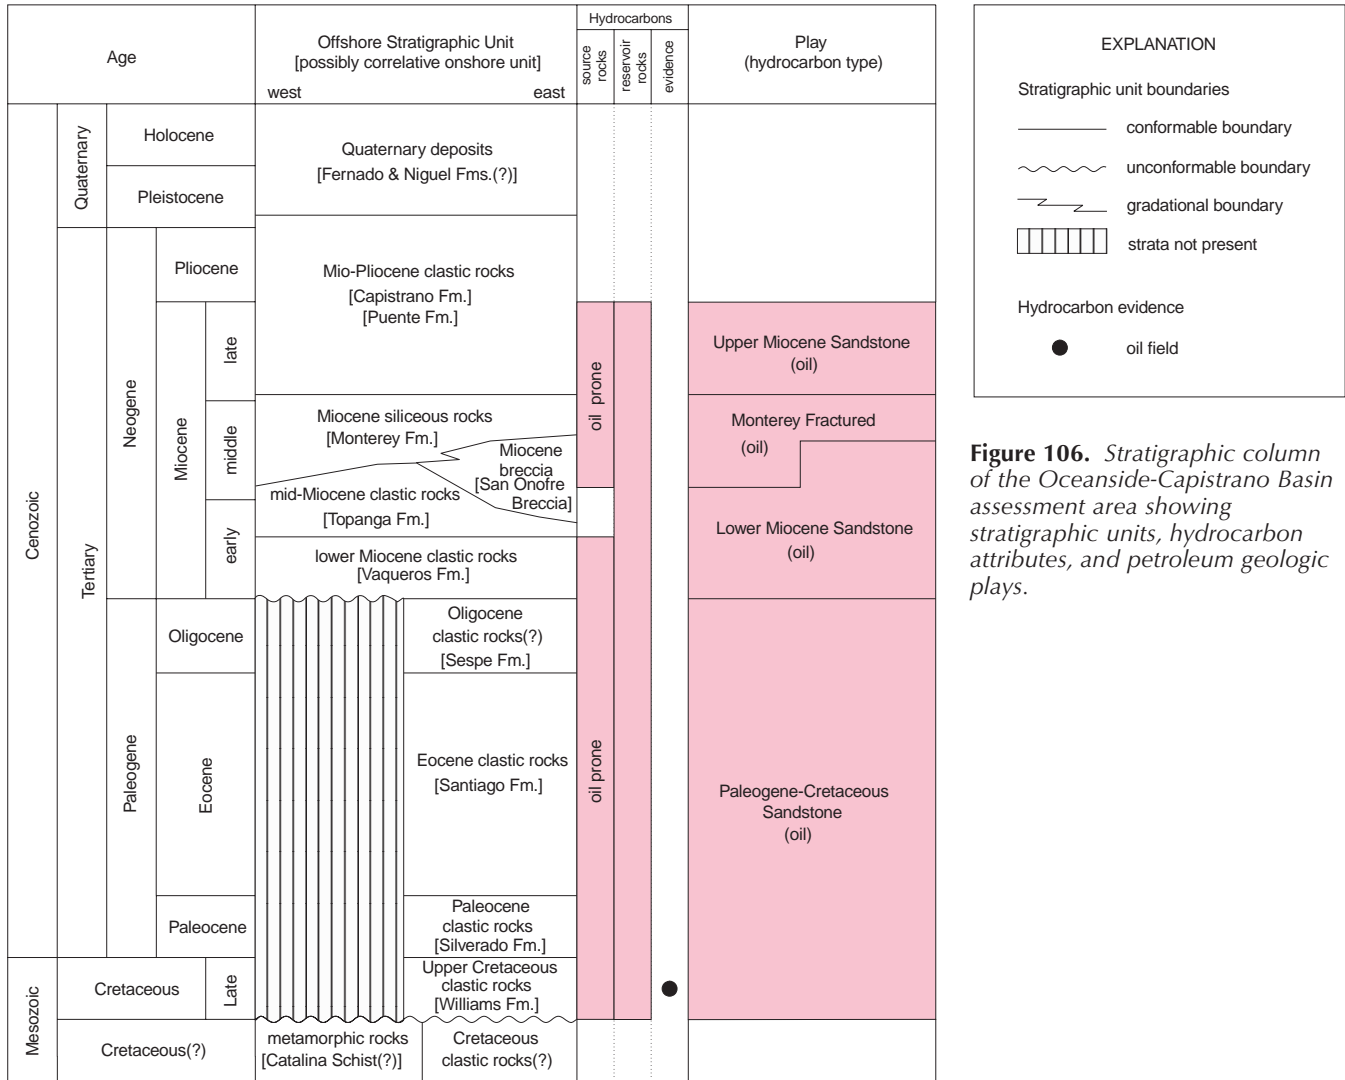 Age
Offshore Stratigraphic Unit
[possibly correlative onshore unit]
west
east
Hydrocarbons
source
rocks
reservoir
rocks
evidence
Play
(hydrocarbon type)
Cenozoic
Quaternary
Holocene
Pleistocene
Quaternary deposits
[Fernado & Niguel Fms.(?)]
Tertiary
Neogene
Pliocene
Mio-Pliocene clastic rocks
[Capistrano Fm.]
[Puente Fm.]
Miocene
late
oil prone
Upper Miocene Sandstone
(oil)
middle
Miocene siliceous rocks
[Monterey Fm.]
Monterey Fractured
(oil)
Miocene
breccia
[San Onofre
Breccia]
mid-Miocene clastic rocks
[Topanga Fm.]
early
Lower Miocene Sandstone
(oil)
lower Miocene clastic rocks
[Vaqueros Fm.]
Paleogene
Oligocene
Oligocene
clastic rocks(?)
[Sespe Fm.]
Eocene
Eocene clastic rocks
[Santiago Fm.]
oil prone
Paleogene-Cretaceous
Sandstone
(oil)
Paleocene
Paleocene
clastic rocks
[Silverado Fm.]
Mesozoic
Cretaceous
Late
Upper Cretaceous
clastic rocks
[Williams Fm.]
Cretaceous(?)
metamorphic rocks
[Catalina Schist(?)]
Cretaceous
clastic rocks(?)
EXPLANATION
Stratigraphic unit boundaries
conformable boundary
unconformable boundary
gradational boundary
strata not present
Hydrocarbon evidence
oil field
Figure 106. Stratigraphic column
of the Oceanside-Capistrano Basin
assessment area showing
stratigraphic units, hydrocarbon
attributes, and petroleum geologic
plays.